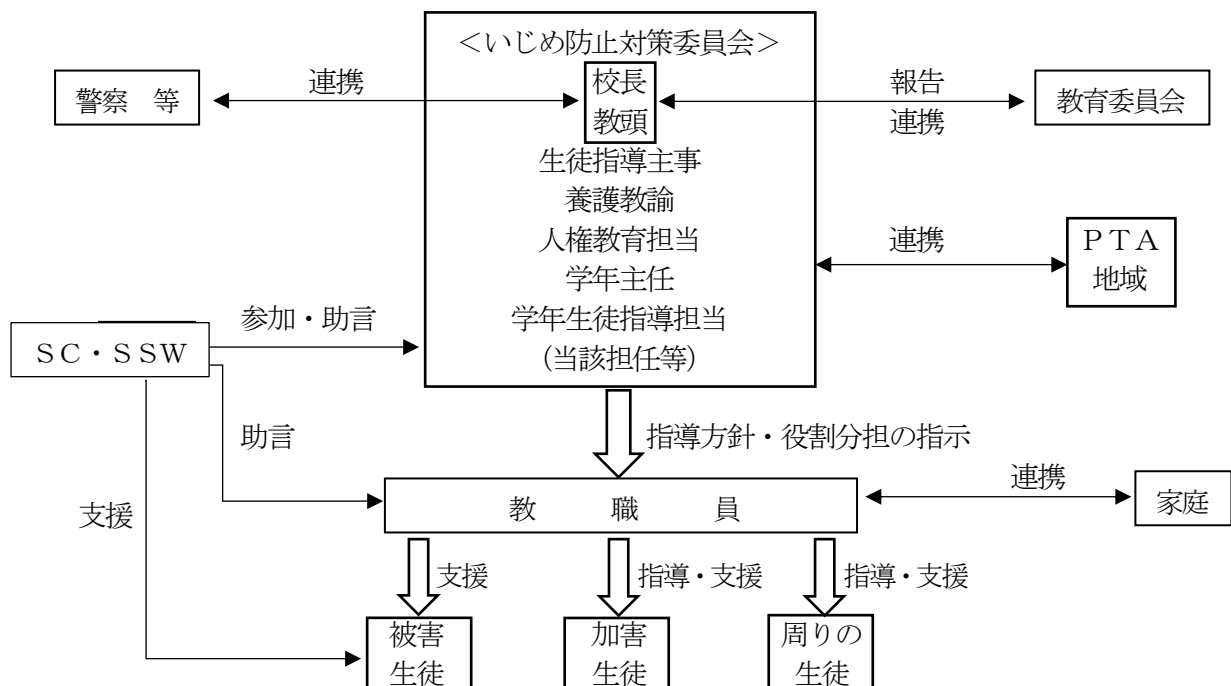 ＜いじめ防止対策委員会＞
警察　等
連携
校長
教頭
報告
連携
教育委員会
生徒指導主事
養護教諭
人権教育担当
学年主任
学年生徒指導担当
(当該担任等)
連携
ＰＴＡ
地域
参加・助言
ＳＣ・ＳＳＷ
助言
支援
指導方針・役割分担の指示
教　職　員
連携
家庭
支援
指導・支援
指導・支援
被害
生徒
加害
生徒
周りの
生徒